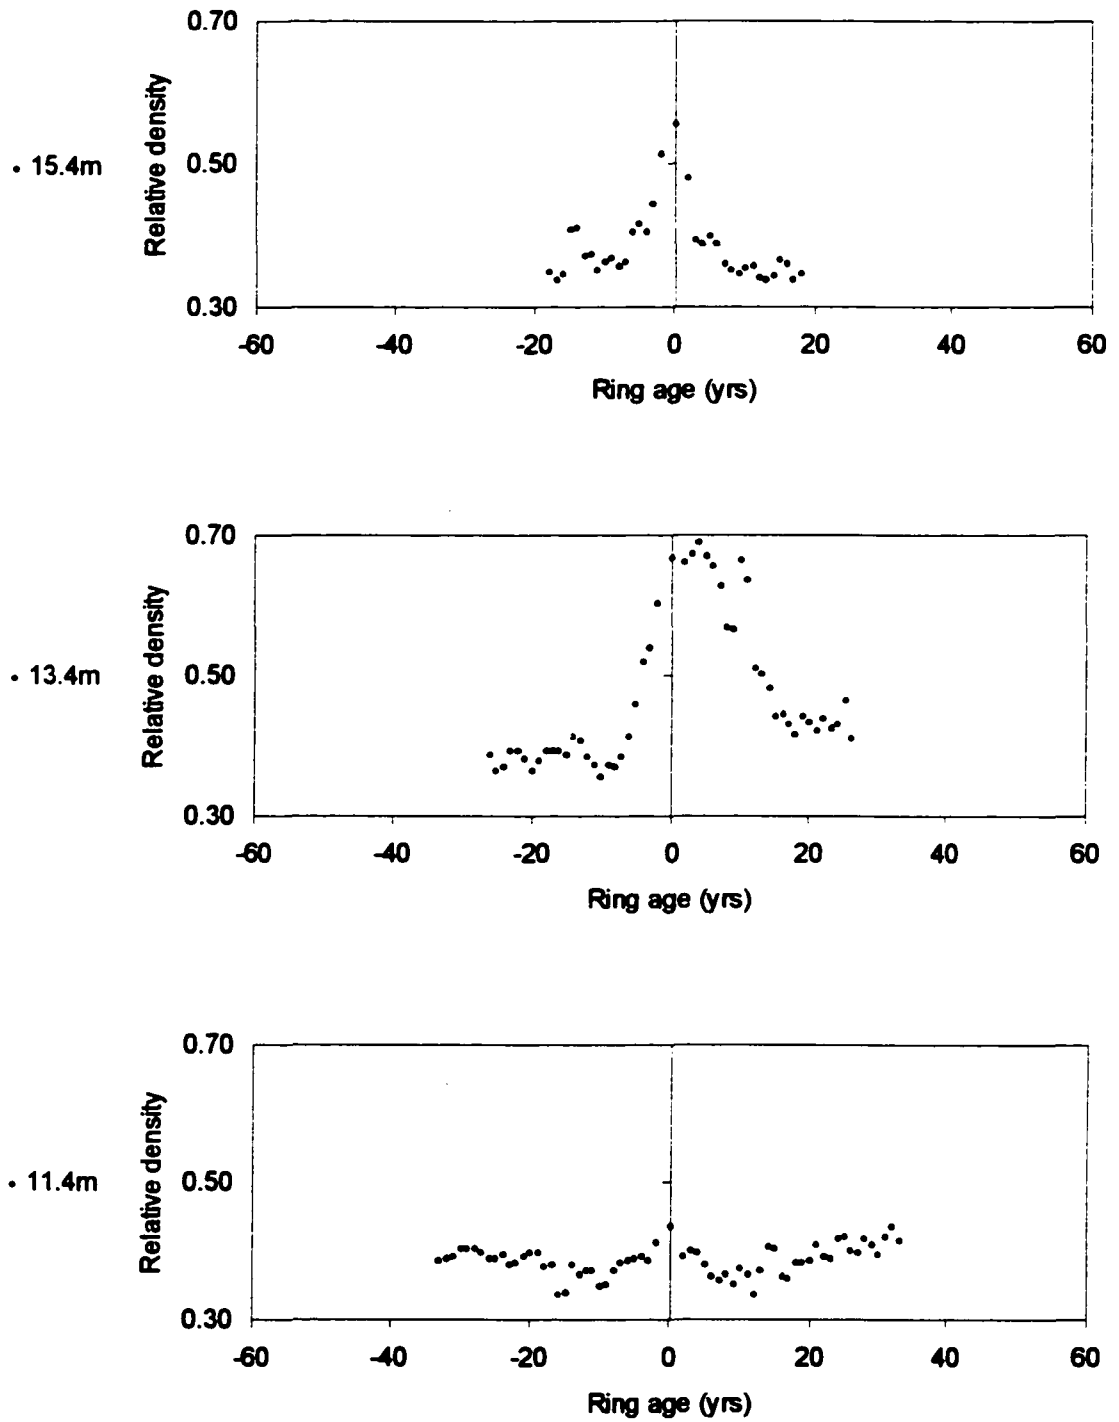 0.70
Relative density
• 15.4m
0.50
0.30
-60 -40 -20 0 20 40 60
Ring age (yrs)
0.70
Relative density
• 13.4m
0.50
0.30
-60 -40 -20 0 20 40 60
Ring age (yrs)
0.70
Relative density
• 11.4m
0.50
0.30
-60 -40 -20 0 20 40 60
Ring age (yrs)